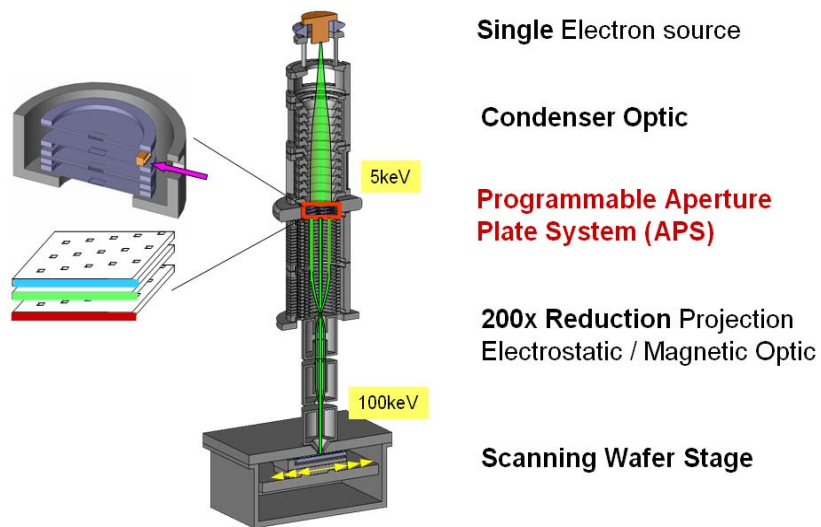 Single Electron source
Condenser Optic
5keV
Programmable Aperture
Plate System (APS)
200x Reduction Projection
Electrostatic / Magnetic Optic
100keV
Scanning Wafer Stage